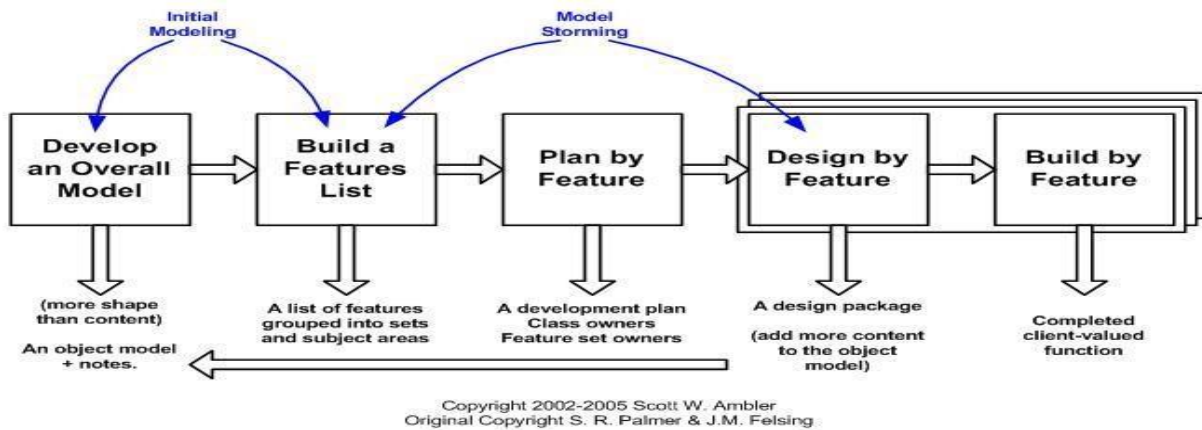 Initial
Modeling
Model
Storming
Develop
an Overall
Model
Build a
Features
List
Plan by
Feature
Design by
Feature
Build by
Feature
(more shape
than content)
An object model
+ notes.
A list of features
grouped into sets
and subject areas
A development plan
Class owners
Feature set owners
A design package
(add more content
to the object
model)
Completed
client-valued
function
Copyright 2002-2005 Scott W. Ambler
Original Copyright S. R. Palmer & J.M. Felsing